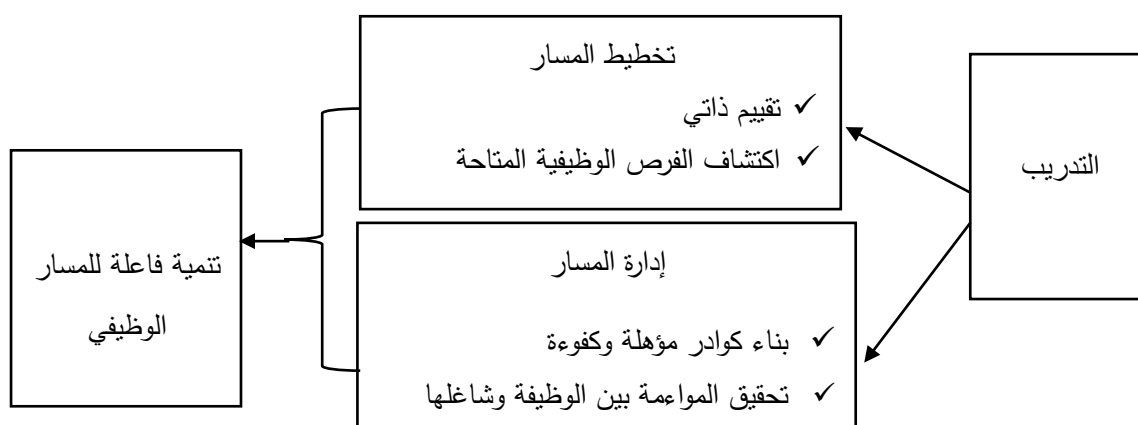 التدريب
تخطيط المسار
✓ تقييم ذاتي
✓ اكتشاف الفرص الوظيفية المتاحة
إدارة المسار
✓ بناء كوادر مؤهلة وكفوءة
✓ تحقيق المواءمة بين الوظيفة وشاغلها
تنمية فاعلة للمسار
الوظيفي